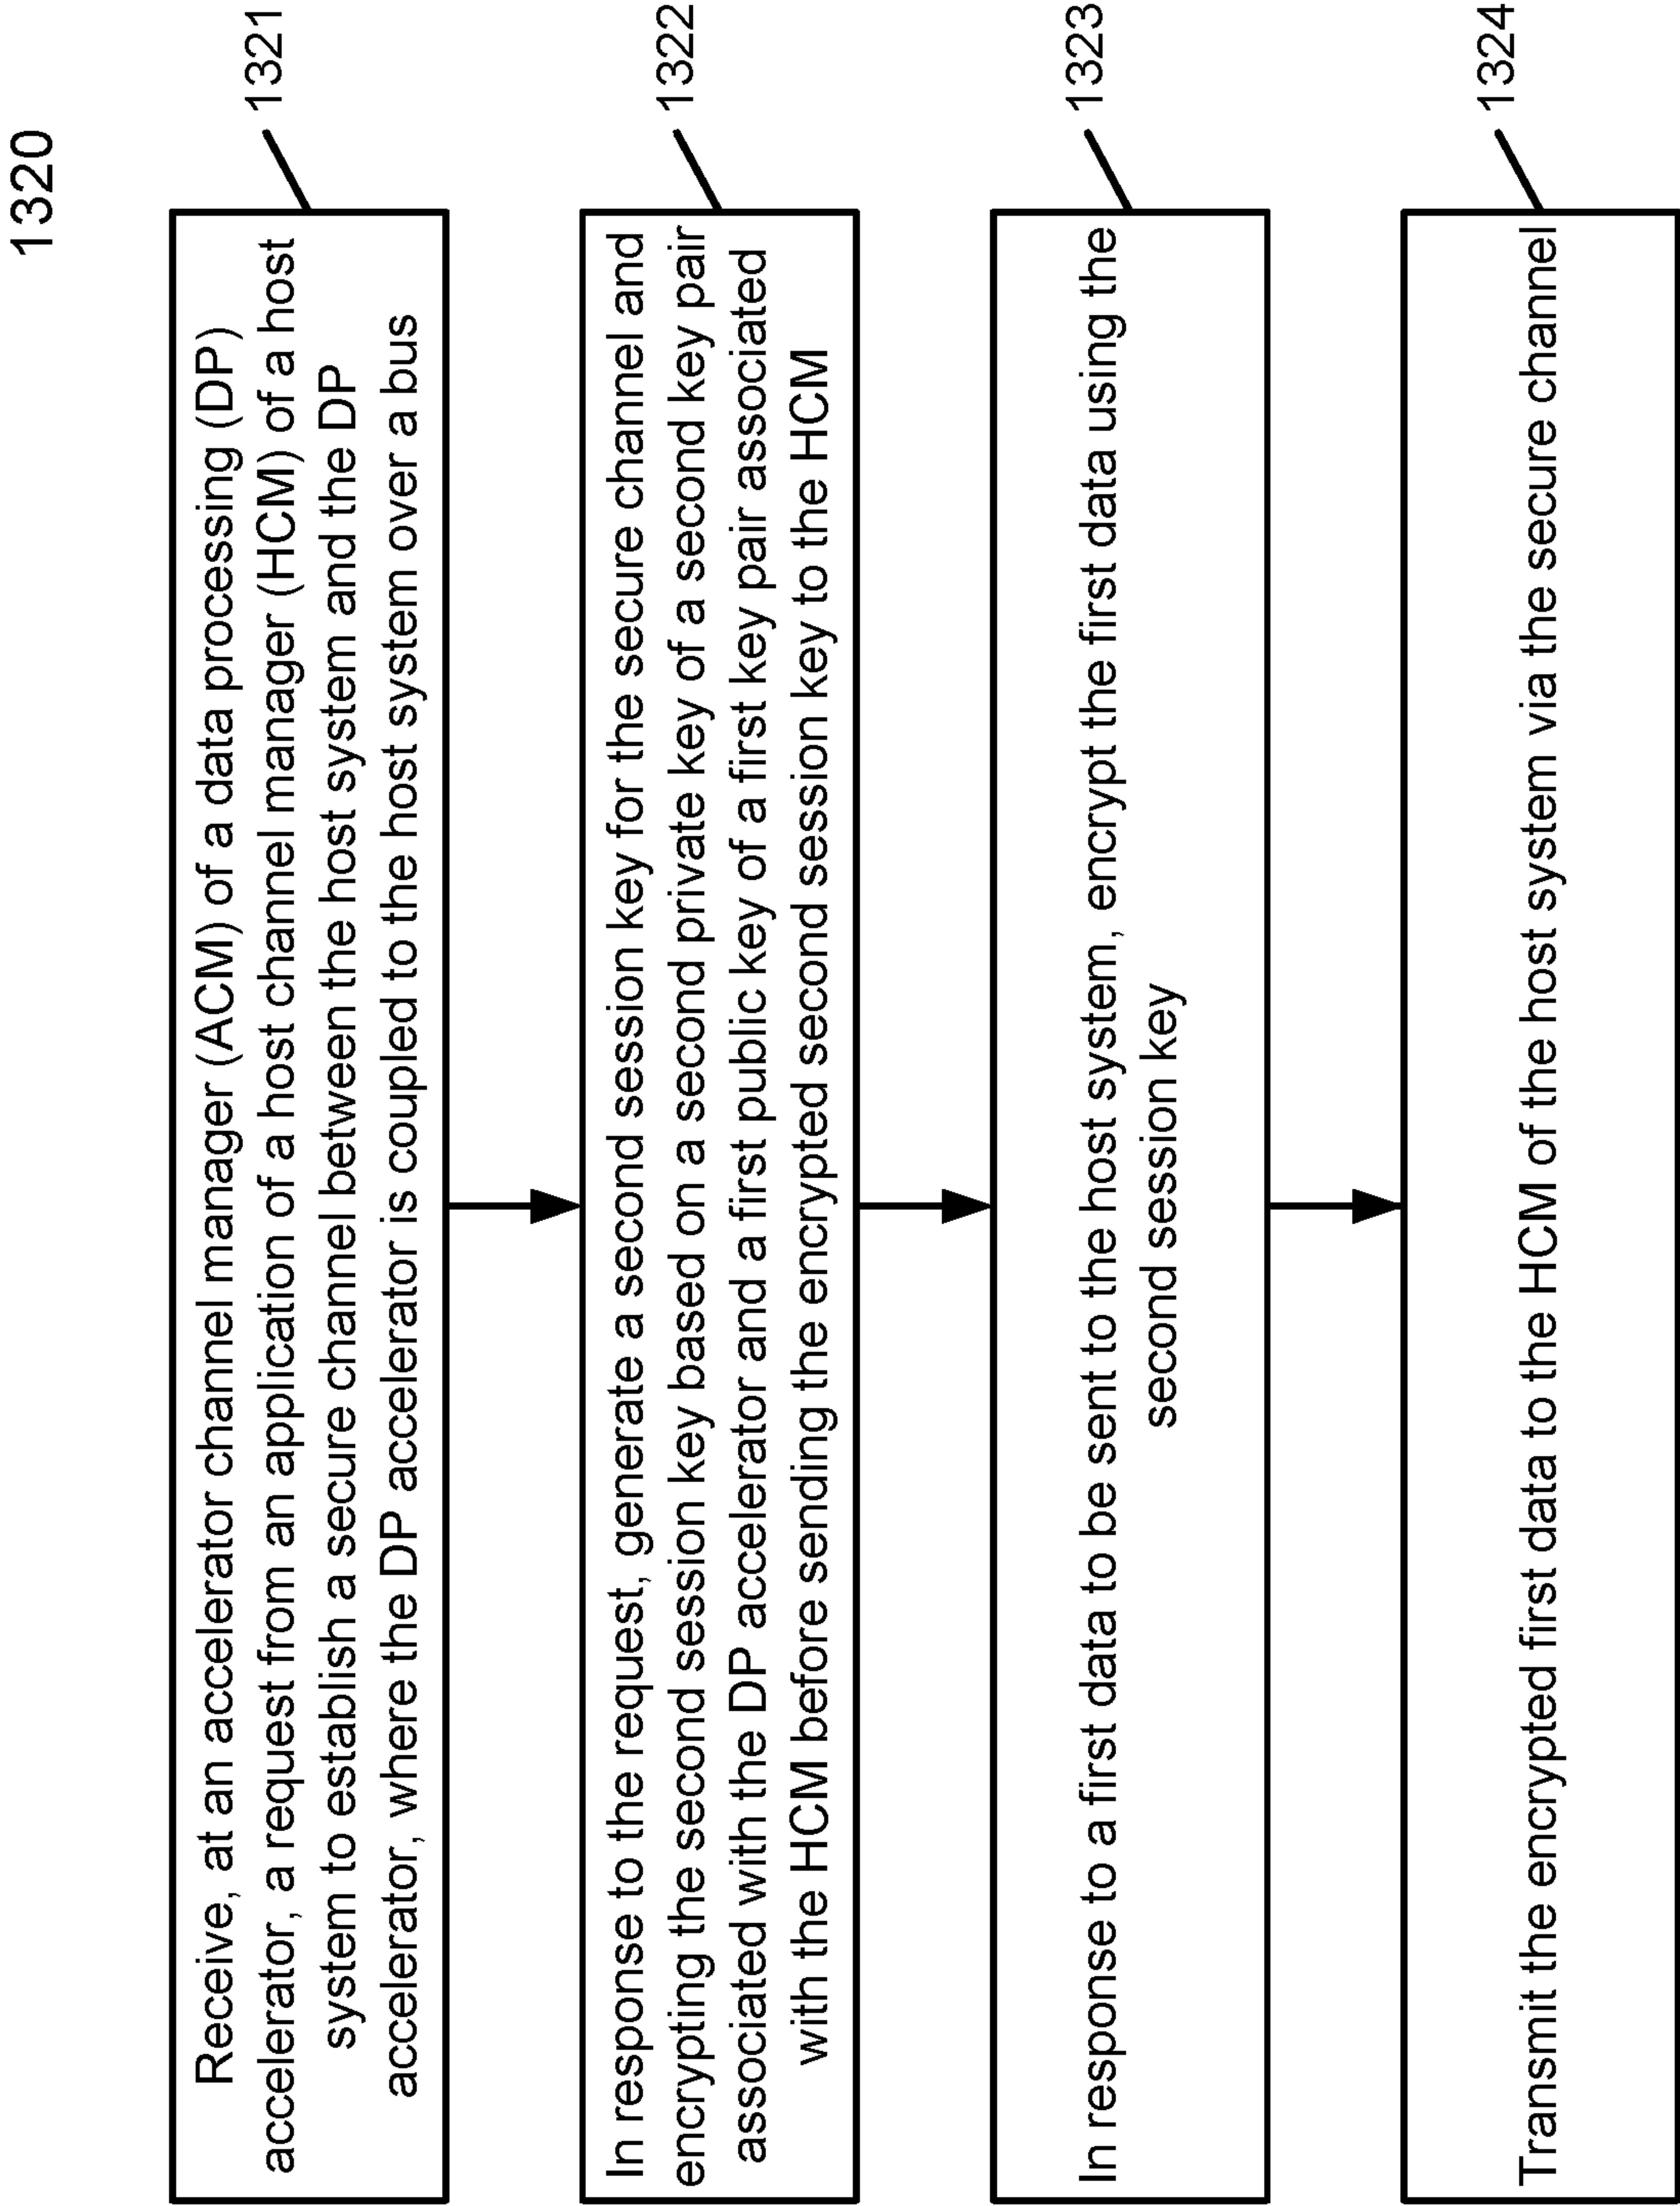 1320
Receive, at an accelerator channel manager (ACM) of a data processing (DP)
accelerator, a request from an application of a host channel manager (HCM) of a host
system to establish a secure channel between the host system and the DP
accelerator, where the DP accelerator is coupled to the host system over a bus
1321
In response to the request, generate a second session key for the secure channel and
encrypting the second session key based on a second private key of a second key pair
associated with the DP accelerator and a first public key of a first key pair associated
with the HCM before sending the encrypted second session key to the HCM
1322
In response to a first data to be sent to the host system, encrypt the first data using the
second session key
1323
Transmit the encrypted first data to the HCM of the host system via the secure channel
1324